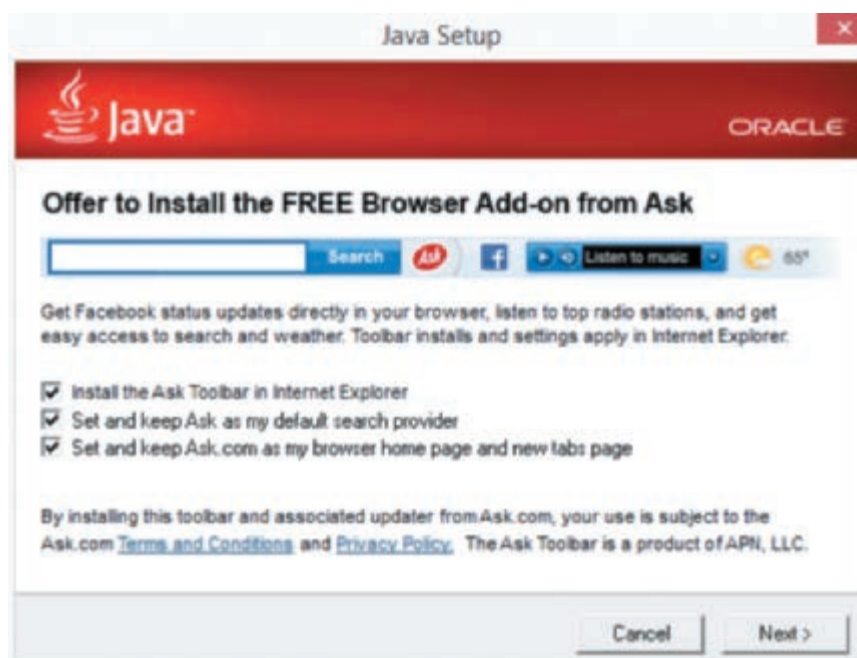 Java Setup
Java™
ORACLE
Offer to Install the FREE Browser Add-on from Ask
Search Ask f Listen to music 68°
Get Facebook status updates directly in your browser, listen to top radio stations, and get
easy access to search and weather. Toolbar installs and settings apply in Internet Explorer.
Install the Ask Toolbar in Internet Explorer
Set and keep Ask as my default search provider
Set and keep Ask.com as my browser home page and new tabs page
By installing this toolbar and associated updater from Ask.com, your use is subject to the
Ask.com Terms and Conditions and Privacy Policy. The Ask Toolbar is a product of APN, LLC.
Cancel Next >